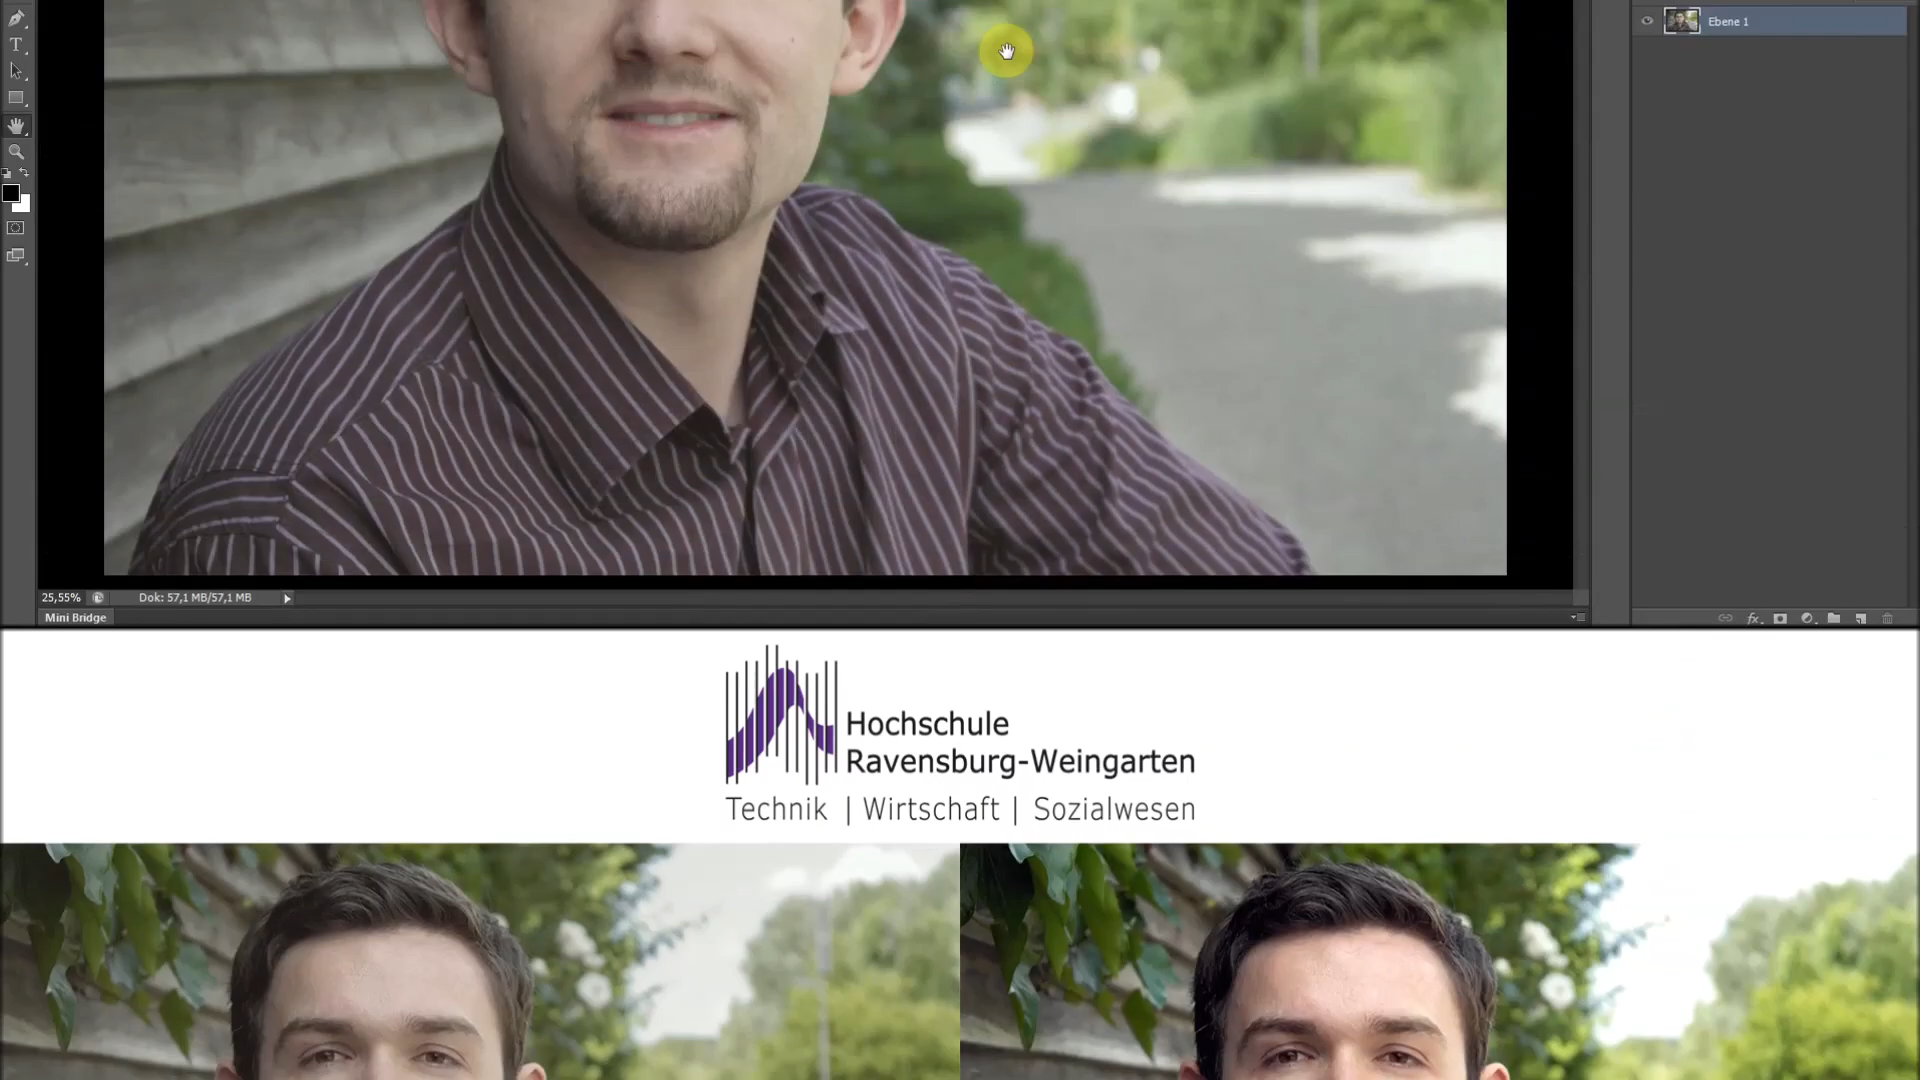 Ebene 1
25,55%
Dok: 57,1 MB/57,1 MB
Mini Bridge
fx
Hochschule
Ravensburg-Weingarten
Technik | Wirtschaft | Sozialwesen